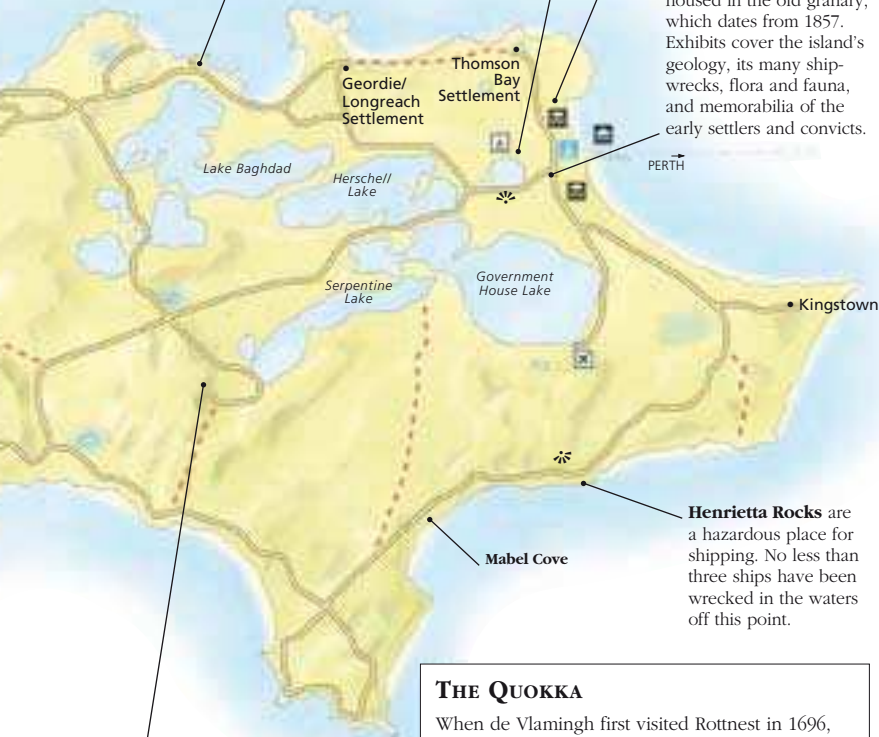 housed in the old granary,
which dates from 1857.
Exhibits cover the island's
geology, its many ship-
wrecks, flora and fauna,
and memorabilia of the
early settlers and convicts.
Geordie/
Longreach
Settlement
Thomson
Bay
Settlement
PERTH
Lake Baghdad
Herschell
Lake
Serpentine
Lake
Government
House Lake
Kingstown
Henrietta Rocks are
a hazardous place for
shipping. No less than
three ships have been
wrecked in the waters
off this point.
Mabel Cove
THE QUOKKA
When de Vlamingh first visited Rottnest in 1696,